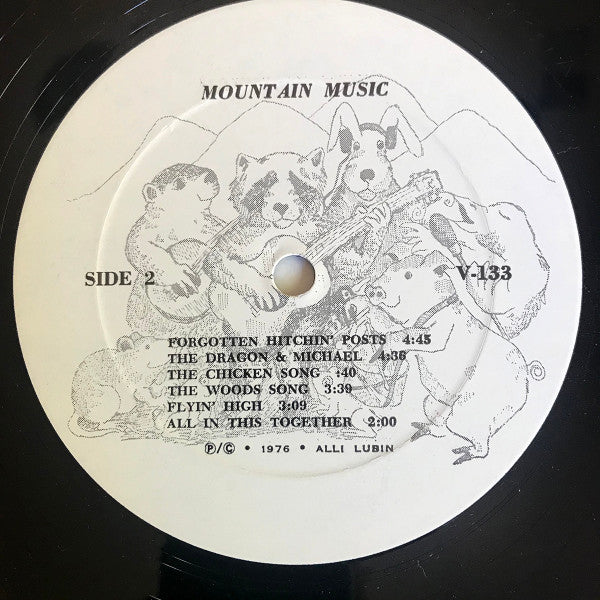 MOUNTAIN MUSIC
SIDE 2
V-133
FORGOTTEN HITCHIN' POSTS 4:45
THE DRAGON & MICHAEL 4:36
THE CHICKEN SONG :40
THE WOODS SONG 3:39
FLYIN' HIGH 3:09
ALL IN THIS TOGETHER 2:00
Ⓟ/© • 1976 • ALLI LUBIN